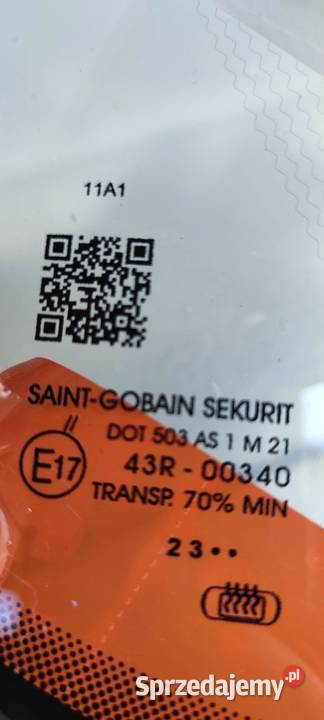 11A1
SAINT-GOBAIN SEKURIT
//
DOT 503 AS 1 M 21
E17
43R - 00340
TRANSP. 70% MIN
23••
Sprzedajemy.pl